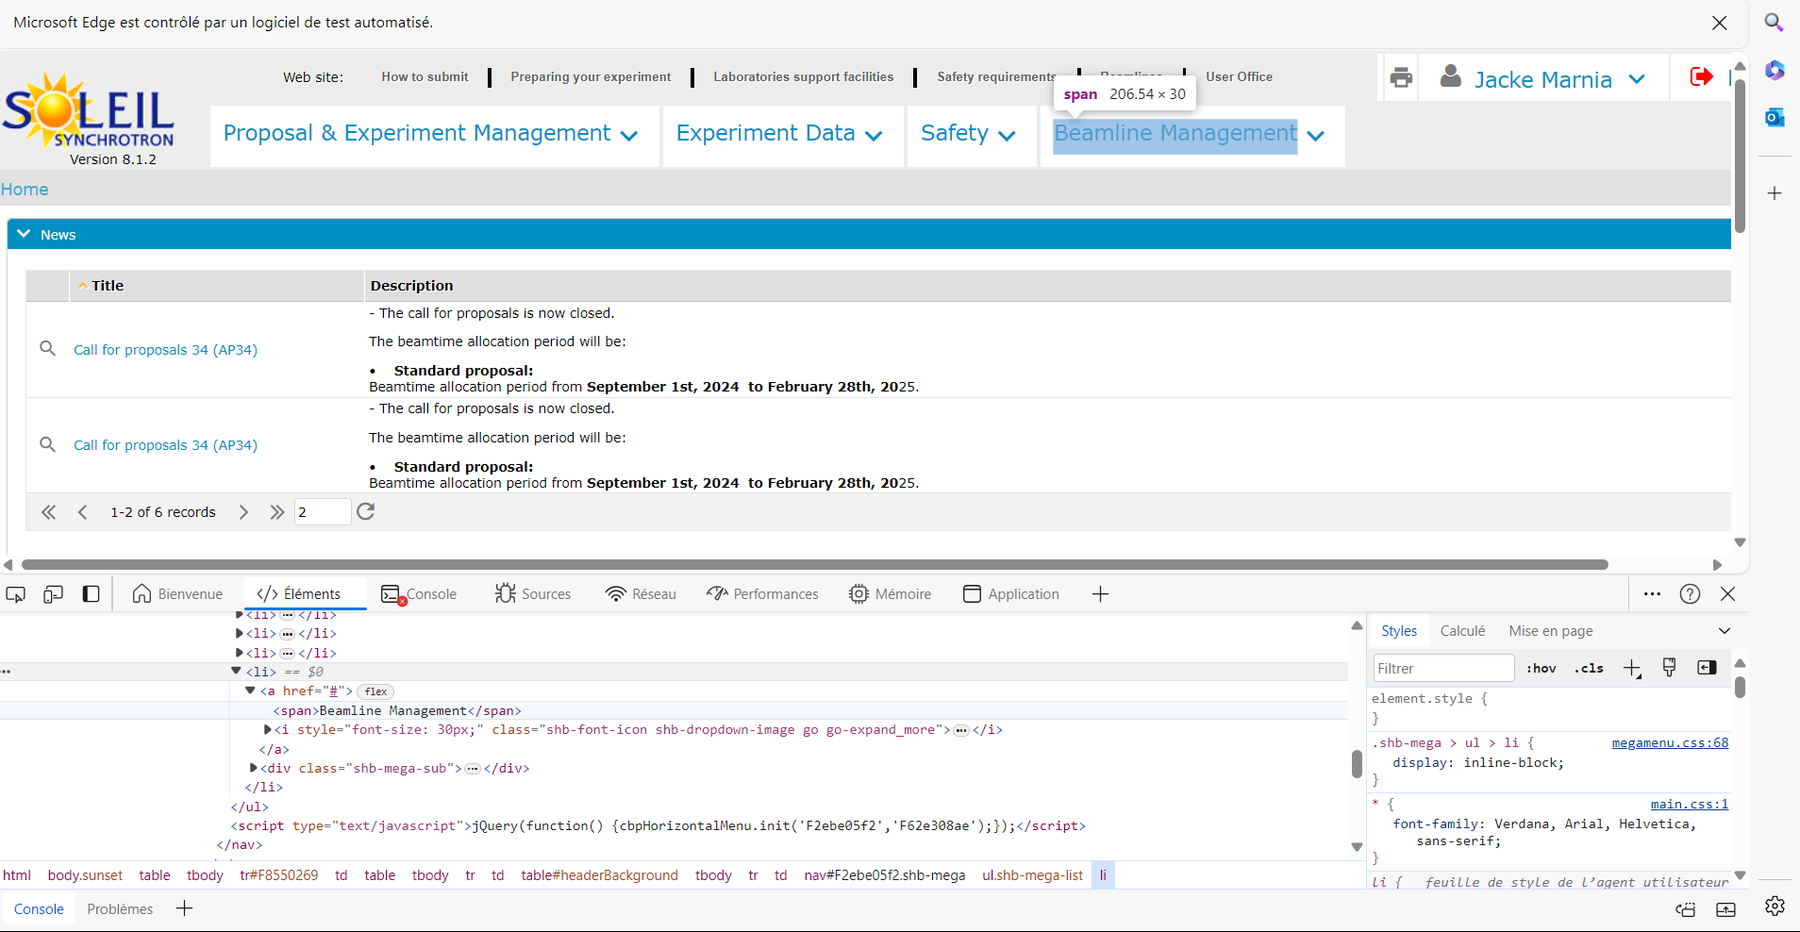 Microsoft Edge est contrôlé par un logiciel de test automatisé.
Web site: How to submit Preparing your experiment Laboratories support facilities Safety requirements User Office
Jacke Marnia
span 206.54 × 30
SOLEIL
SYNCHROTRON
Version 8.1.2
Proposal & Experiment Management Experiment Data Safety Beamline Management
Home
News
Title Description
- The call for proposals is now closed.
The beamtime allocation period will be:
Call for proposals 34 (AP34)
• Standard proposal:
Beamtime allocation period from September 1st, 2024 to February 28th, 2025.
- The call for proposals is now closed.
The beamtime allocation period will be:
Call for proposals 34 (AP34)
• Standard proposal:
Beamtime allocation period from September 1st, 2024 to February 28th, 2025.
1-2 of 6 records 2
Bienvenue </> Éléments Console Sources Réseau Performances Mémoire Application
<li> ... </li>
<li> ... </li>
<li> ... </li>
<li> == $0
<a href="#"> flex
<span>Beamline Management</span>
<i style="font-size: 30px;" class="shb-font-icon shb-dropdown-image go go-expand_more"> ... </i>
</a>
<div class="shb-mega-sub"> ... </div>
</li>
</ul>
<script type="text/javascript">jQuery(function() {cbpHorizontalMenu.init('F2ebe05f2','F62e308ae');});</script>
</nav>
html body.sunset table tbody tr#F8550269 td table tbody tr td table#headerBackground tbody tr td nav#F2ebe05f2.shb-mega ul.shb-mega-list li
Styles Calculé Mise en page
Filtrer :hov .cls
element.style {
}
.shb-mega > ul > li { megamenu.css:68
display: inline-block;
}
* { main.css:1
font-family: Verdana, Arial, Helvetica,
sans-serif;
}
li { feuille de style de l'agent utilisateur
Console Problèmes